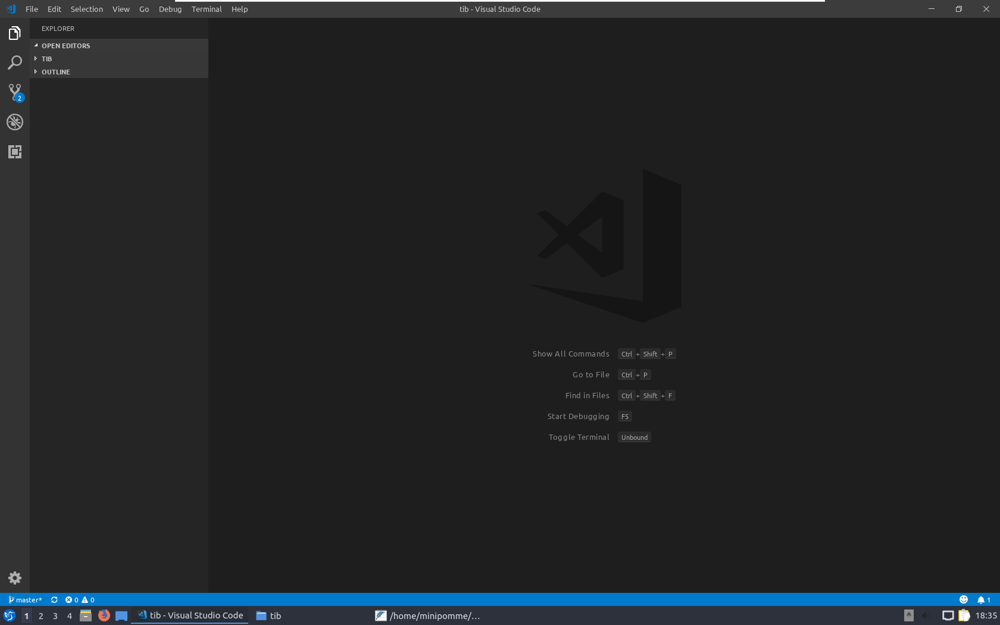 File Edit Selection View Go Debug Terminal Help tib - Visual Studio Code
EXPLORER
OPEN EDITORS
TIB
OUTLINE
2
Show All Commands Ctrl + Shift + P
Go to File Ctrl + P
Find in Files Ctrl + Shift + F
Start Debugging F5
Toggle Terminal Unbound
master* 0 0 1
1 2 3 4 tib - Visual Studio Code tib /home/minipomme/... 18:35